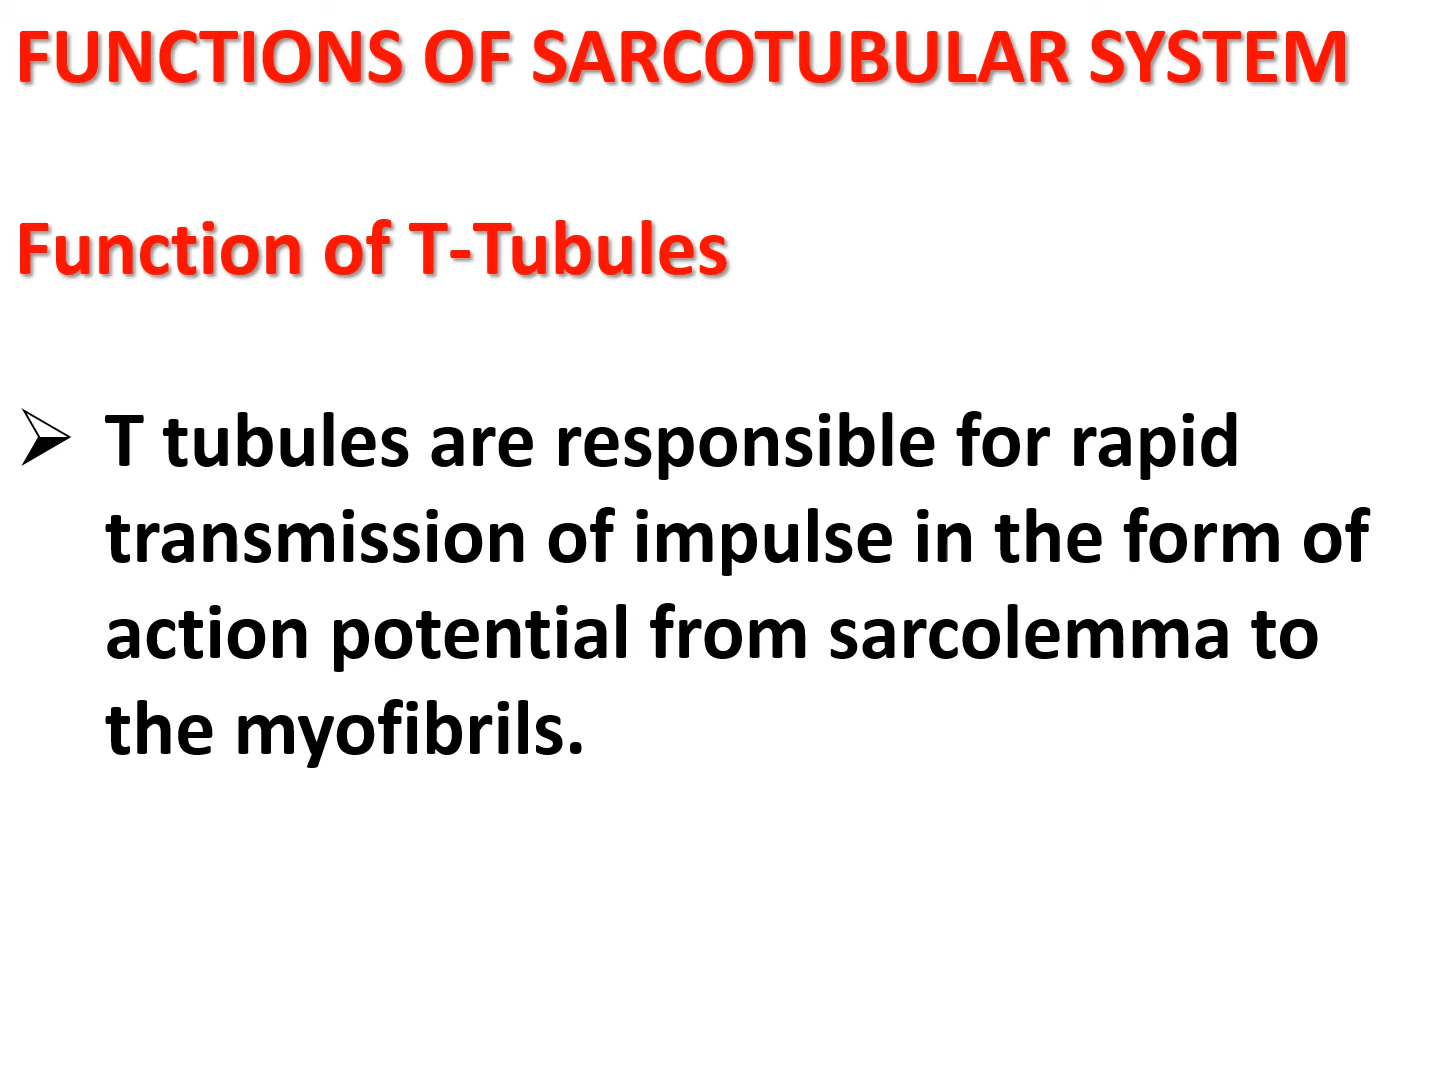 FUNCTIONS OF SARCOTUBULAR SYSTEM
Function of T-Tubules
➢ T tubules are responsible for rapid
transmission of impulse in the form of
action potential from sarcolemma to
the myofibrils.